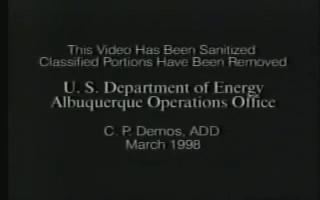 This Video Has Been Sanitized
Classified Portions Have Been Removed
U. S. Department of Energy
Albuquerque Operations Office
C. P. Demos, ADD
March 1998